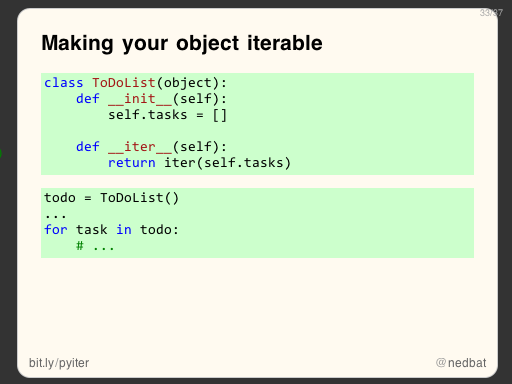 33/37
Making your object iterable
class ToDoList(object):
    def __init__(self):
        self.tasks = []
    def __iter__(self):
        return iter(self.tasks)
todo = ToDoList()
...
for task in todo:
    # ...
bit.ly/pyiter
@nedbat